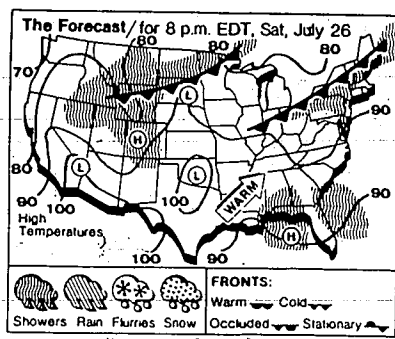 The Forecast/for 8 p.m. EDT, Sat, July 26
80
80
80
70
L
90
H
80
L
L
90
100
100
WARM
90
High
Temperatures
H
100
90
Showers Rain Flurries Snow
FRONTS:
Warm Cold
Occluded Stationary